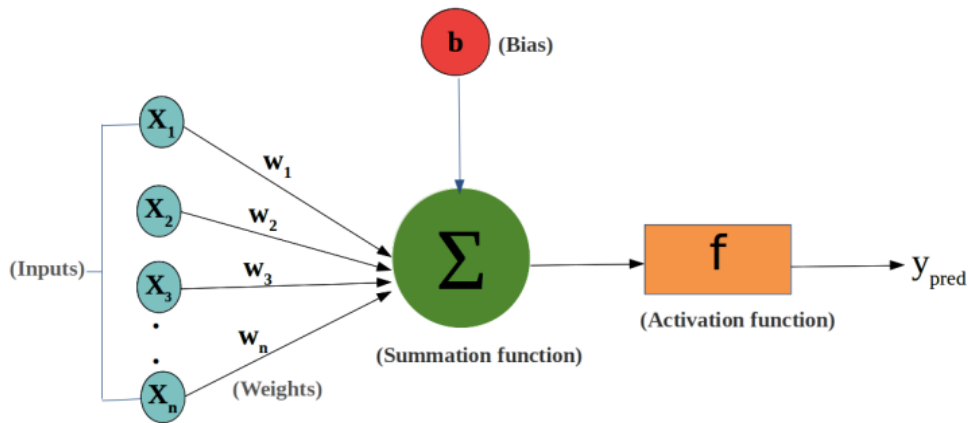 b (Bias)
X1
w1
X2
w2
(Inputs)
w3
X3
.
.
Σ
f
ypred
(Activation function)
(Summation function)
wn
Xn
(Weights)